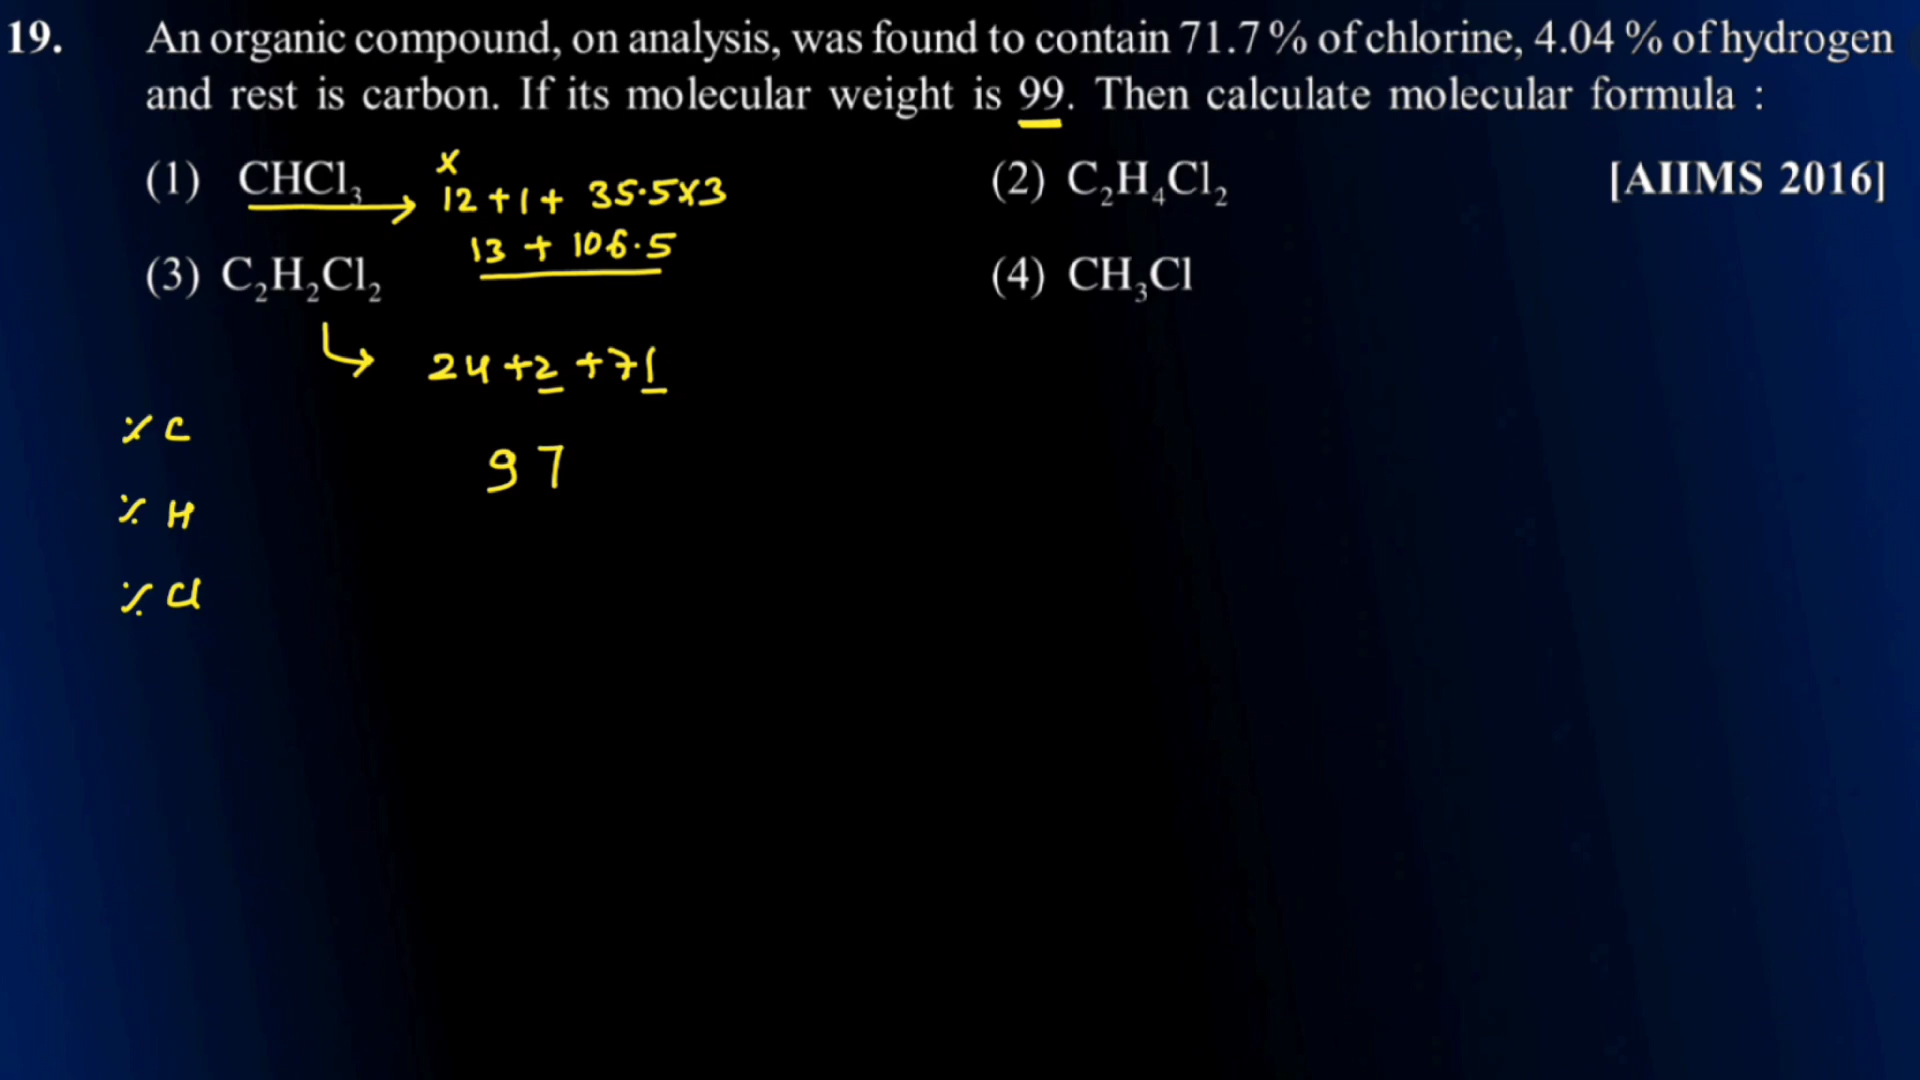 19. An organic compound, on analysis, was found to contain 71.7 % of chlorine, 4.04 % of hydrogen
and rest is carbon. If its molecular weight is 99. Then calculate molecular formula :
(1) CHCl₃ (2) C₂H₄Cl₂ [AIIMS 2016]
x
12 + 1 + 35.5x3
13 + 106.5
(3) C₂H₂Cl₂ (4) CH₃Cl
24 + 2 + 71
97
% C
% H
% Cl